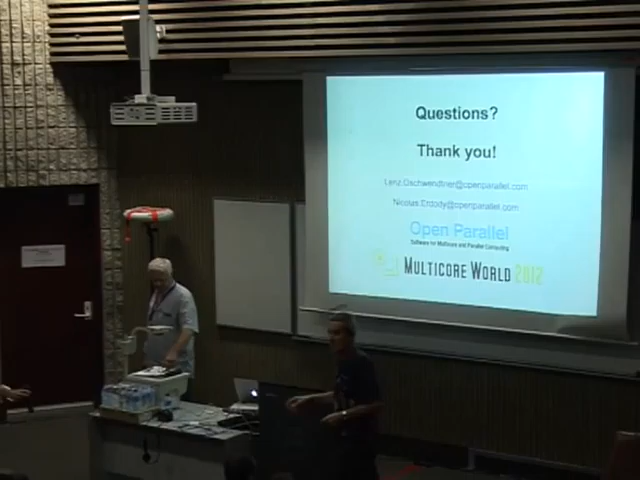 Questions?
Thank you!
Lenz.Gschwendtner@openparallel.com
Nicolas.Erdody@openparallel.com
Open Parallel
Software for Multicore and Parallel Computing
MULTICORE WORLD 2012